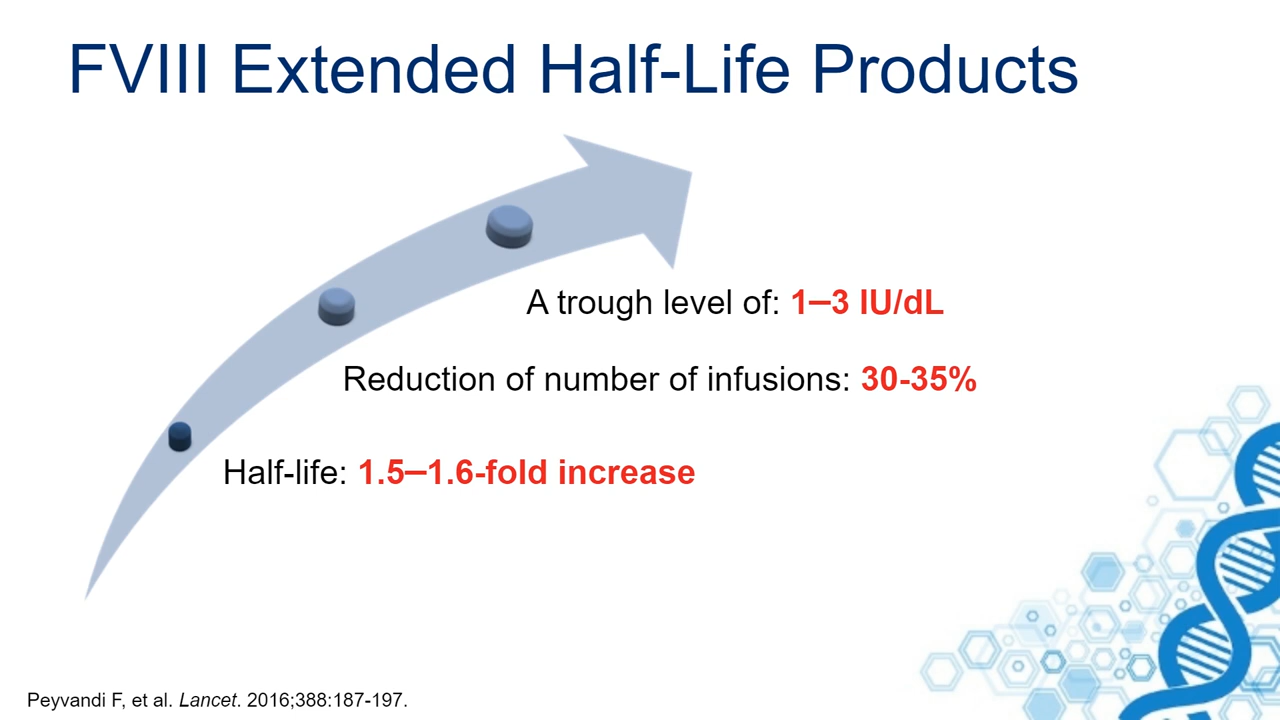 FVIII Extended Half-Life Products
A trough level of: 1–3 IU/dL
Reduction of number of infusions: 30-35%
Half-life: 1.5–1.6-fold increase
Peyvandi F, et al. Lancet. 2016;388:187-197.